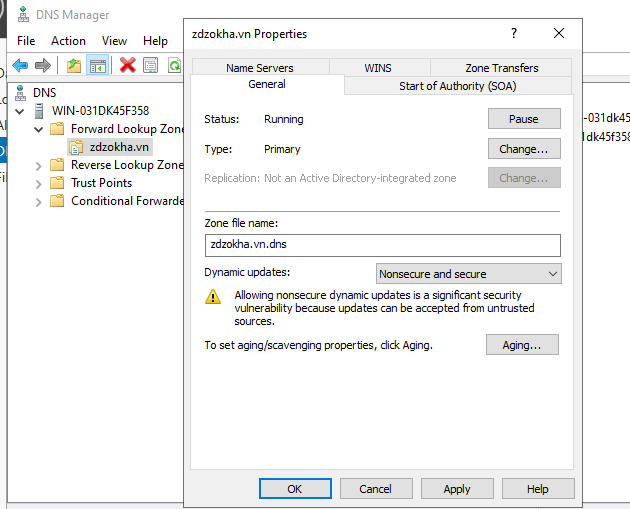 DNS Manager
File Action View Help
DNS
WIN-031DK45F358
Forward Lookup Zone
zdzokha.vn
Reverse Lookup Zone
Trust Points
Conditional Forwarde
zdzokha.vn Properties
Name Servers WINS Zone Transfers
General Start of Authority (SOA)
Status: Running Pause
Type: Primary Change...
Replication: Not an Active Directory-integrated zone Change...
Zone file name:
zdzokha.vn.dns
Dynamic updates: Nonsecure and secure
Allowing nonsecure dynamic updates is a significant security
vulnerability because updates can be accepted from untrusted
sources.
To set aging/scavenging properties, click Aging. Aging...
OK Cancel Apply Help